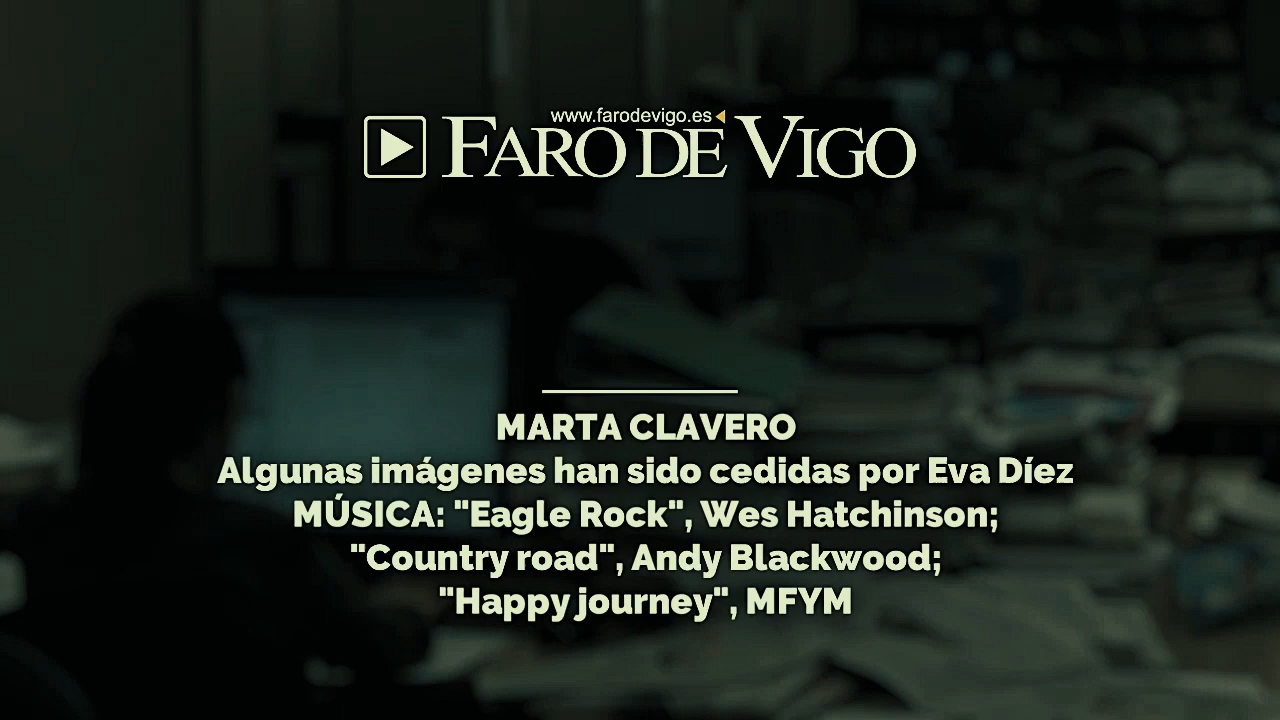 www.farodevigo.es
FARO DE VIGO
MARTA CLAVERO
Algunas imágenes han sido cedidas por Eva Díez
MÚSICA: "Eagle Rock", Wes Hatchinson;
"Country road", Andy Blackwood;
"Happy journey", MFYM